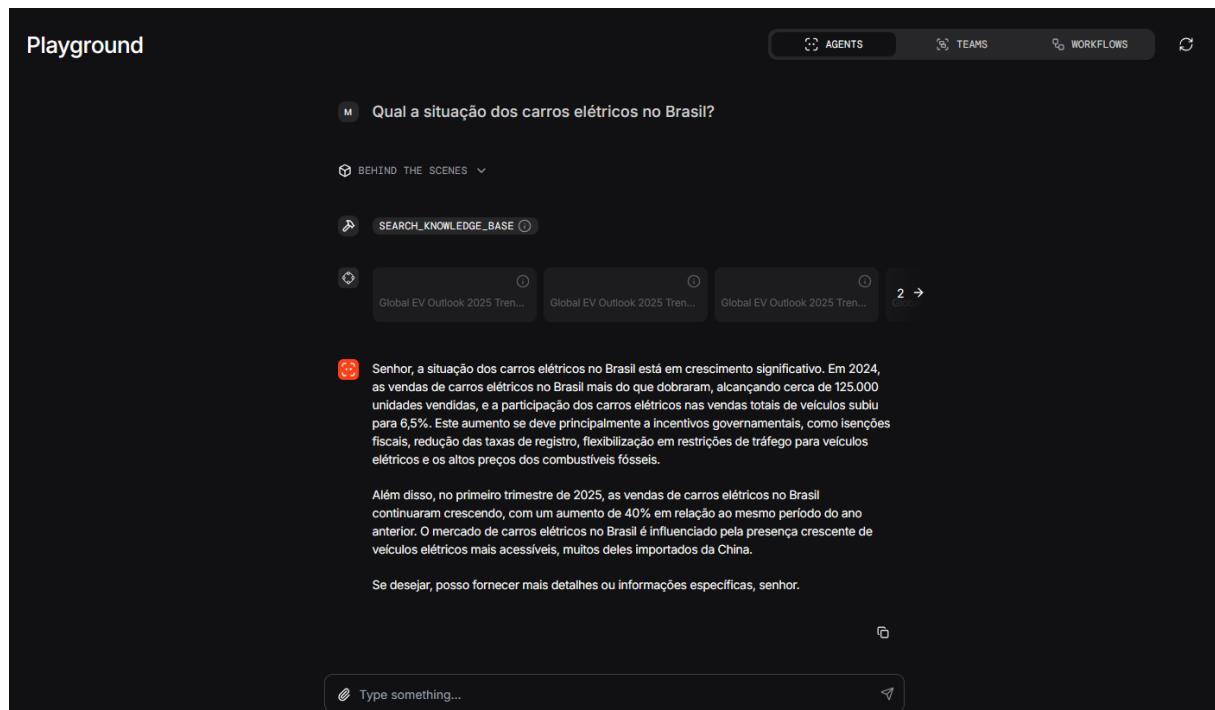 Playground
AGENTS
TEAMS
WORKFLOWS
M
Qual a situação dos carros elétricos no Brasil?
BEHIND THE SCENES
SEARCH_KNOWLEDGE_BASE
Global EV Outlook 2025 Tren...
Global EV Outlook 2025 Tren...
Global EV Outlook 2025 Tren...
2
Senhor, a situação dos carros elétricos no Brasil está em crescimento significativo. Em 2024,
as vendas de carros elétricos no Brasil mais do que dobraram, alcançando cerca de 125.000
unidades vendidas, e a participação dos carros elétricos nas vendas totais de veículos subiu
para 6,5%. Este aumento se deve principalmente a incentivos governamentais, como isenções
fiscais, redução das taxas de registro, flexibilização em restrições de tráfego para veículos
elétricos e os altos preços dos combustíveis fósseis.
Além disso, no primeiro trimestre de 2025, as vendas de carros elétricos no Brasil
continuaram crescendo, com um aumento de 40% em relação ao mesmo período do ano
anterior. O mercado de carros elétricos no Brasil é influenciado pela presença crescente de
veículos elétricos mais acessíveis, muitos deles importados da China.
Se desejar, posso fornecer mais detalhes ou informações específicas, senhor.
Type something...